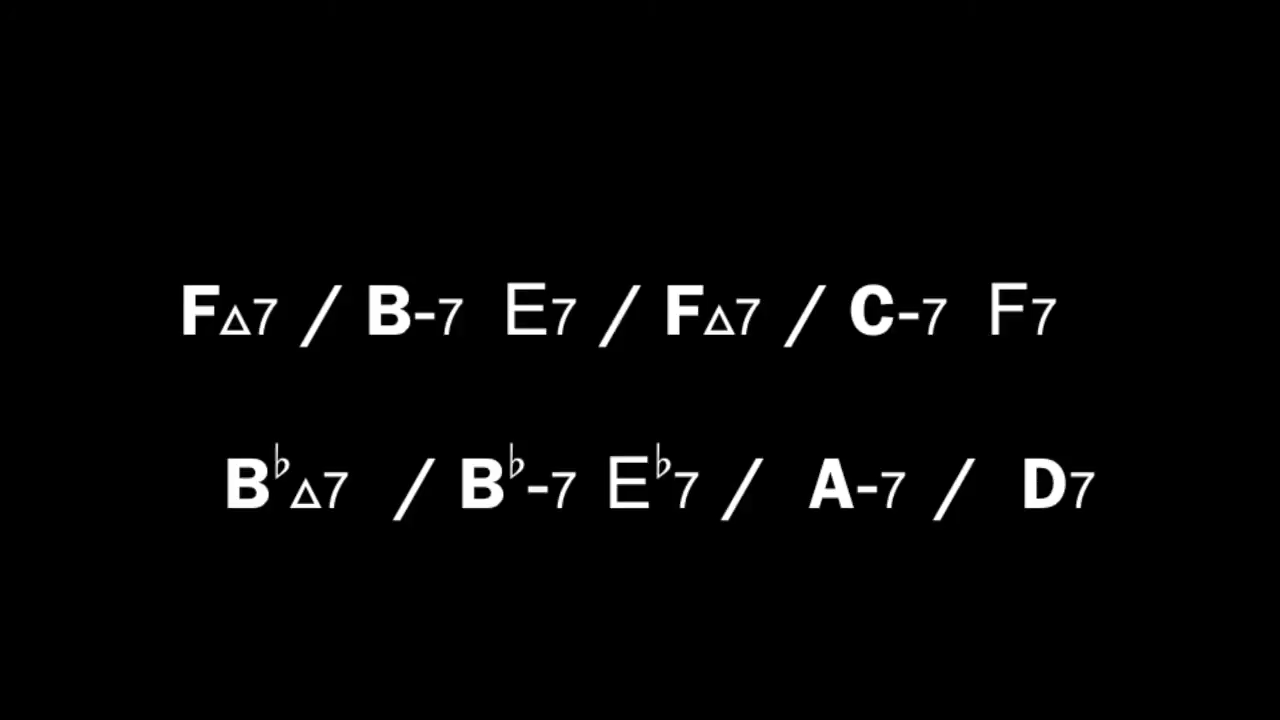 F△7 / B-7 E7 / F△7 / C-7 F7
B♭△7 / B♭-7 E♭7 / A-7 / D7